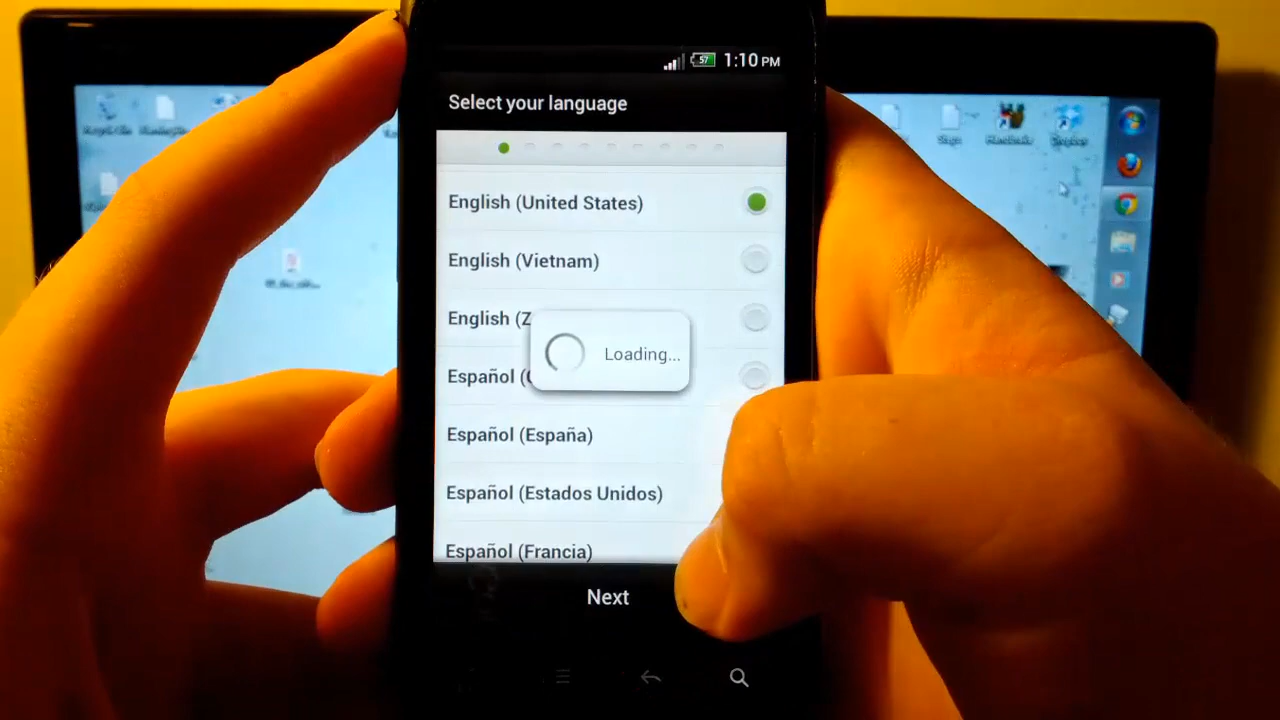 57 1:10 PM
Select your language
English (United States)
English (Vietnam)
English (Z
Loading...
Español (
Español (España)
Español (Estados Unidos)
Español (Francia)
Next